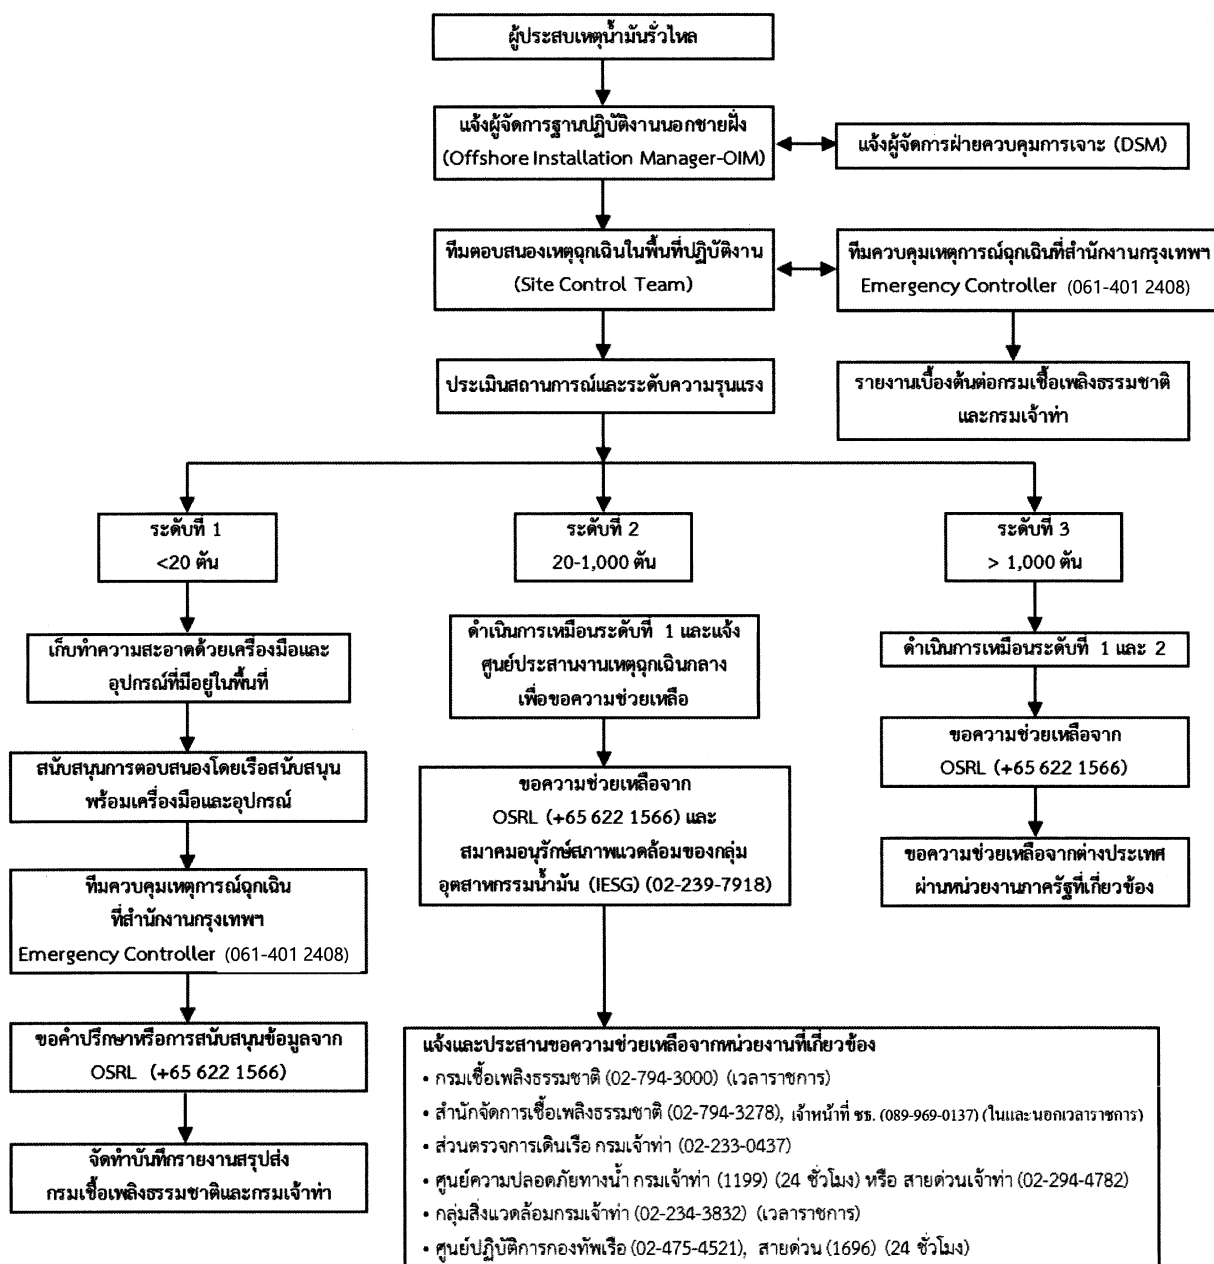 ผู้ประสบเหตุน้ำมันรั่วไหล
แจ้งผู้จัดการฐานปฏิบัติงานนอกชายฝั่ง
(Offshore Installation Manager-OIM)
แจ้งผู้จัดการฝ่ายควบคุมการเจาะ (DSM)
ทีมตอบสนองเหตุฉุกเฉินในพื้นที่ปฏิบัติงาน
(Site Control Team)
ทีมควบคุมเหตุการณ์ฉุกเฉินที่สำนักงานกรุงเทพฯ
Emergency Controller (061-401 2408)
ประเมินสถานการณ์และระดับความรุนแรง
รายงานเบื้องต้นต่อกรมเชื้อเพลิงธรรมชาติ
และกรมเจ้าท่า
ระดับที่ 1
<20 ตัน
เก็บทำความสะอาดด้วยเครื่องมือและ
อุปกรณ์ที่มีอยู่ในพื้นที่
สนับสนุนการตอบสนองโดยเรือสนับสนุน
พร้อมเครื่องมือและอุปกรณ์
ทีมควบคุมเหตุการณ์ฉุกเฉิน
ที่สำนักงานกรุงเทพฯ
Emergency Controller (061-401 2408)
ขอคำปรึกษาหรือการสนับสนุนข้อมูลจาก
OSRL (+65 622 1566)
จัดทำบันทึกรายงานสรุปส่ง
กรมเชื้อเพลิงธรรมชาติและกรมเจ้าท่า
ระดับที่ 2
20-1,000 ตัน
ดำเนินการเหมือนระดับที่ 1 และแจ้ง
ศูนย์ประสานงานเหตุฉุกเฉินกลาง
เพื่อขอความช่วยเหลือ
ขอความช่วยเหลือจาก
OSRL (+65 622 1566) และ
สมาคมอนุรักษ์สภาพแวดล้อมของกลุ่ม
อุตสาหกรรมน้ำมัน (IESG) (02-239-7918)
แจ้งและประสานขอความช่วยเหลือจากหน่วยงานที่เกี่ยวข้อง
• กรมเชื้อเพลิงธรรมชาติ (02-794-3000) (เวลาราชการ)
• สำนักจัดการเชื้อเพลิงธรรมชาติ (02-794-3278), เจ้าหน้าที่ ชธ. (089-969-0137) (ในและนอกเวลาราชการ)
• ส่วนตรวจการเดินเรือ กรมเจ้าท่า (02-233-0437)
• ศูนย์ความปลอดภัยทางน้ำ กรมเจ้าท่า (1199) (24 ชั่วโมง) หรือ สายด่วนเจ้าท่า (02-294-4782)
• กลุ่มสิ่งแวดล้อมกรมเจ้าท่า (02-234-3832) (เวลาราชการ)
• ศูนย์ปฏิบัติการกองทัพเรือ (02-475-4521), สายด่วน (1696) (24 ชั่วโมง)
ระดับที่ 3
> 1,000 ตัน
ดำเนินการเหมือนระดับที่ 1 และ 2
ขอความช่วยเหลือจาก
OSRL (+65 622 1566)
ขอความช่วยเหลือจากต่างประเทศ
ผ่านหน่วยงานภาครัฐที่เกี่ยวข้อง